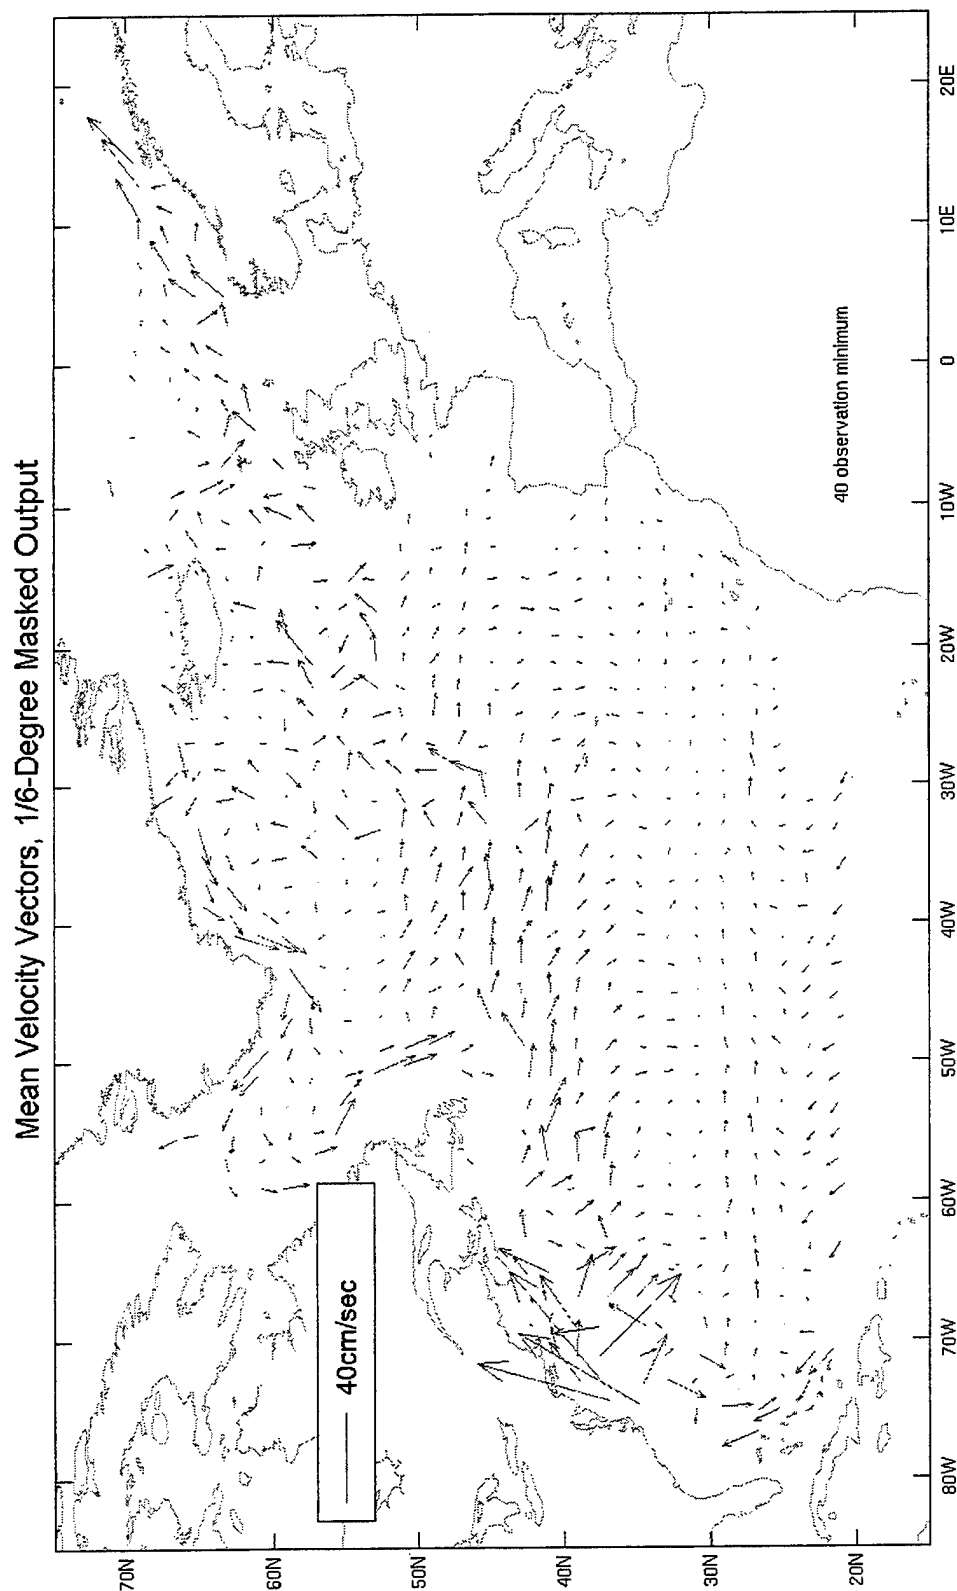 Mean Velocity Vectors, 1/6-Degree Masked Output
70N
60N
50N
40N
30N
20N
40cm/sec
40 observation minimum
80W
70W
60W
50W
40W
30W
20W
10W
0
10E
20E